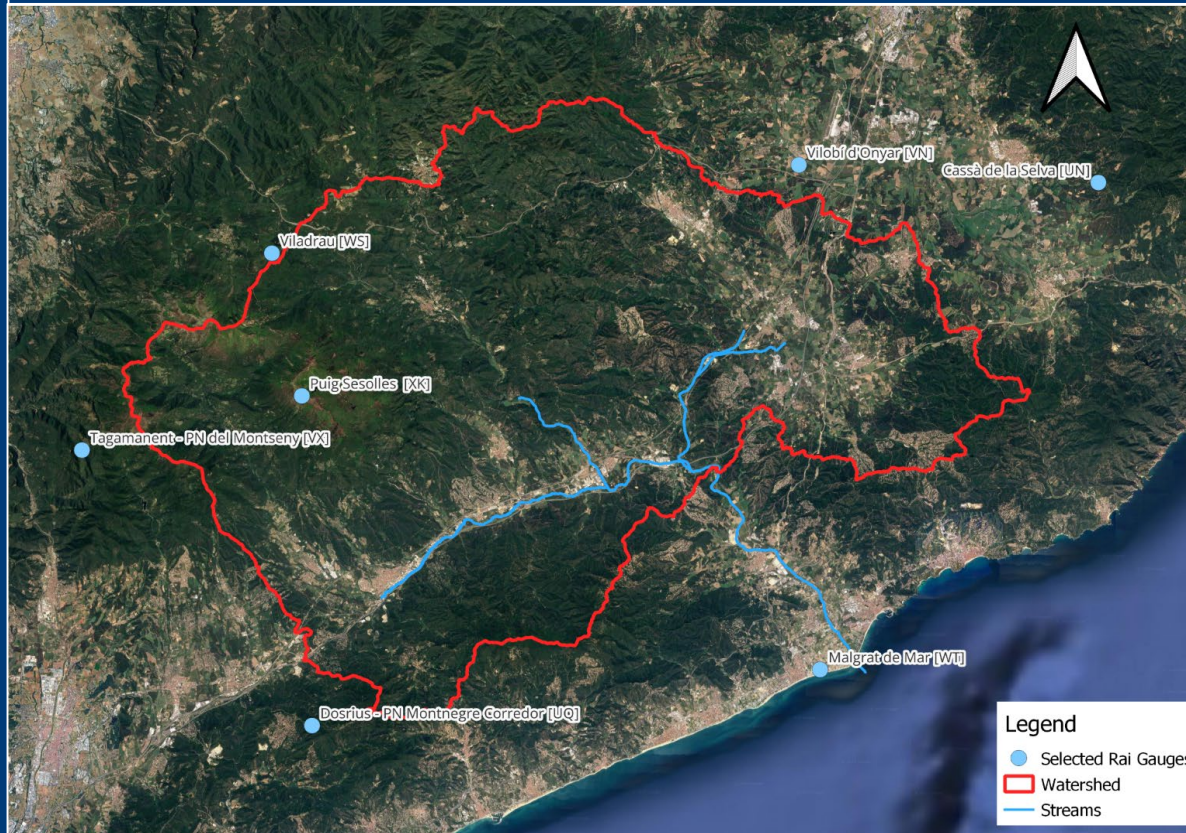 Vilobí d'Onyar [VN]
Cassà de la Selva [UN]
Viladrau [WS]
Puig Sesolles [XK]
Tagamanent - PN del Montseny [VX]
Malgrat de Mar [WT]
Dosrius - PN Montnegre Corredor [UQ]
Legend
Selected Rai Gauges
Watershed
Streams